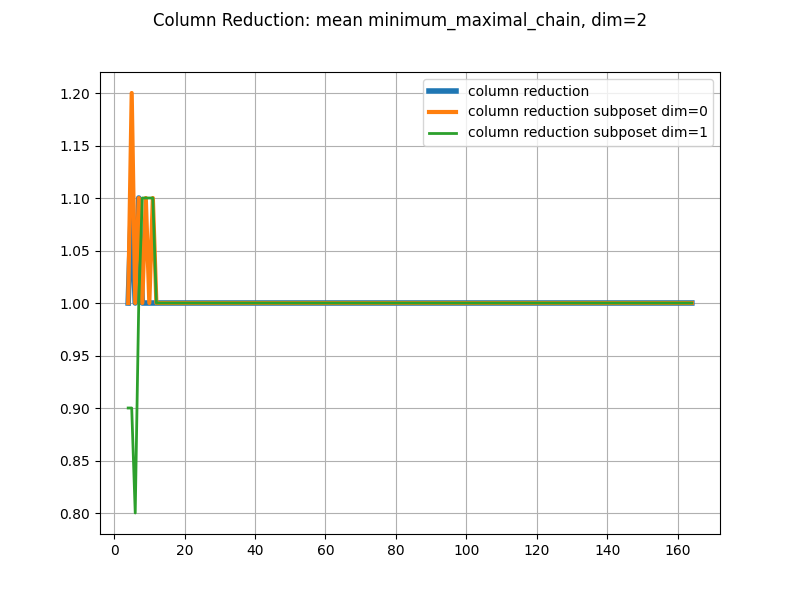 Column Reduction: mean minimum_maximal_chain, dim=2
column reduction
column reduction subposet dim=0
column reduction subposet dim=1
1.20
1.15
1.10
1.05
1.00
0.95
0.90
0.85
0.80
0 20 40 60 80 100 120 140 160